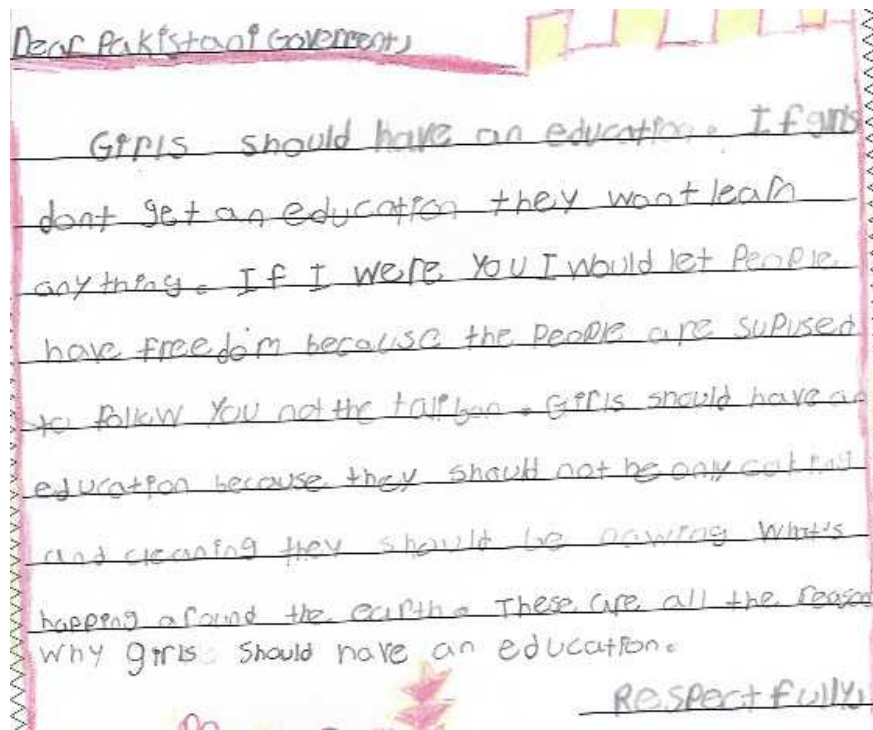 Dear Pakistani Goverment,
Girls should have an education. If girls
dont get an education they wont learn
anything. If I were you I would let people
have freedom because the people are supused
to follow you not the taliban. Girls should have an
education because they should not be only
and cleaning they should be nowing what's
happing around the earth. These are all the reason
why girls should have an education.
Respectfully,